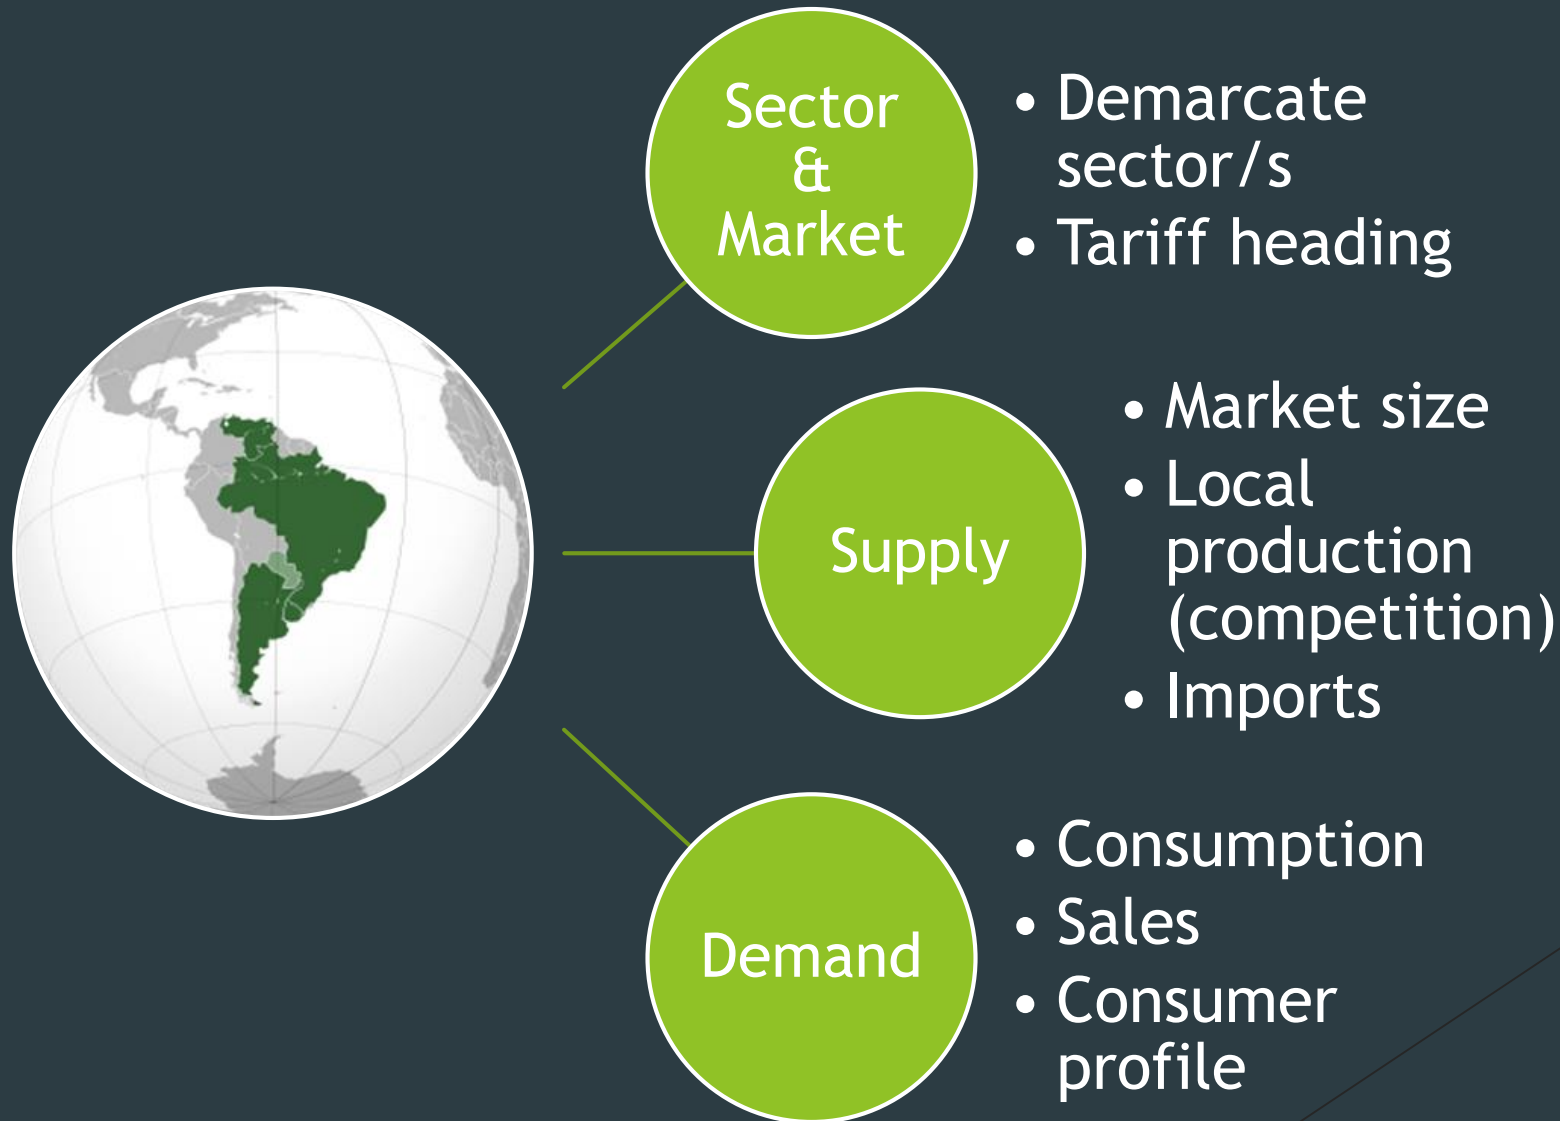 Sector
&
Market
• Demarcate
sector/s
• Tariff heading
Supply
• Market size
• Local
production
(competition)
• Imports
Demand
• Consumption
• Sales
• Consumer
profile